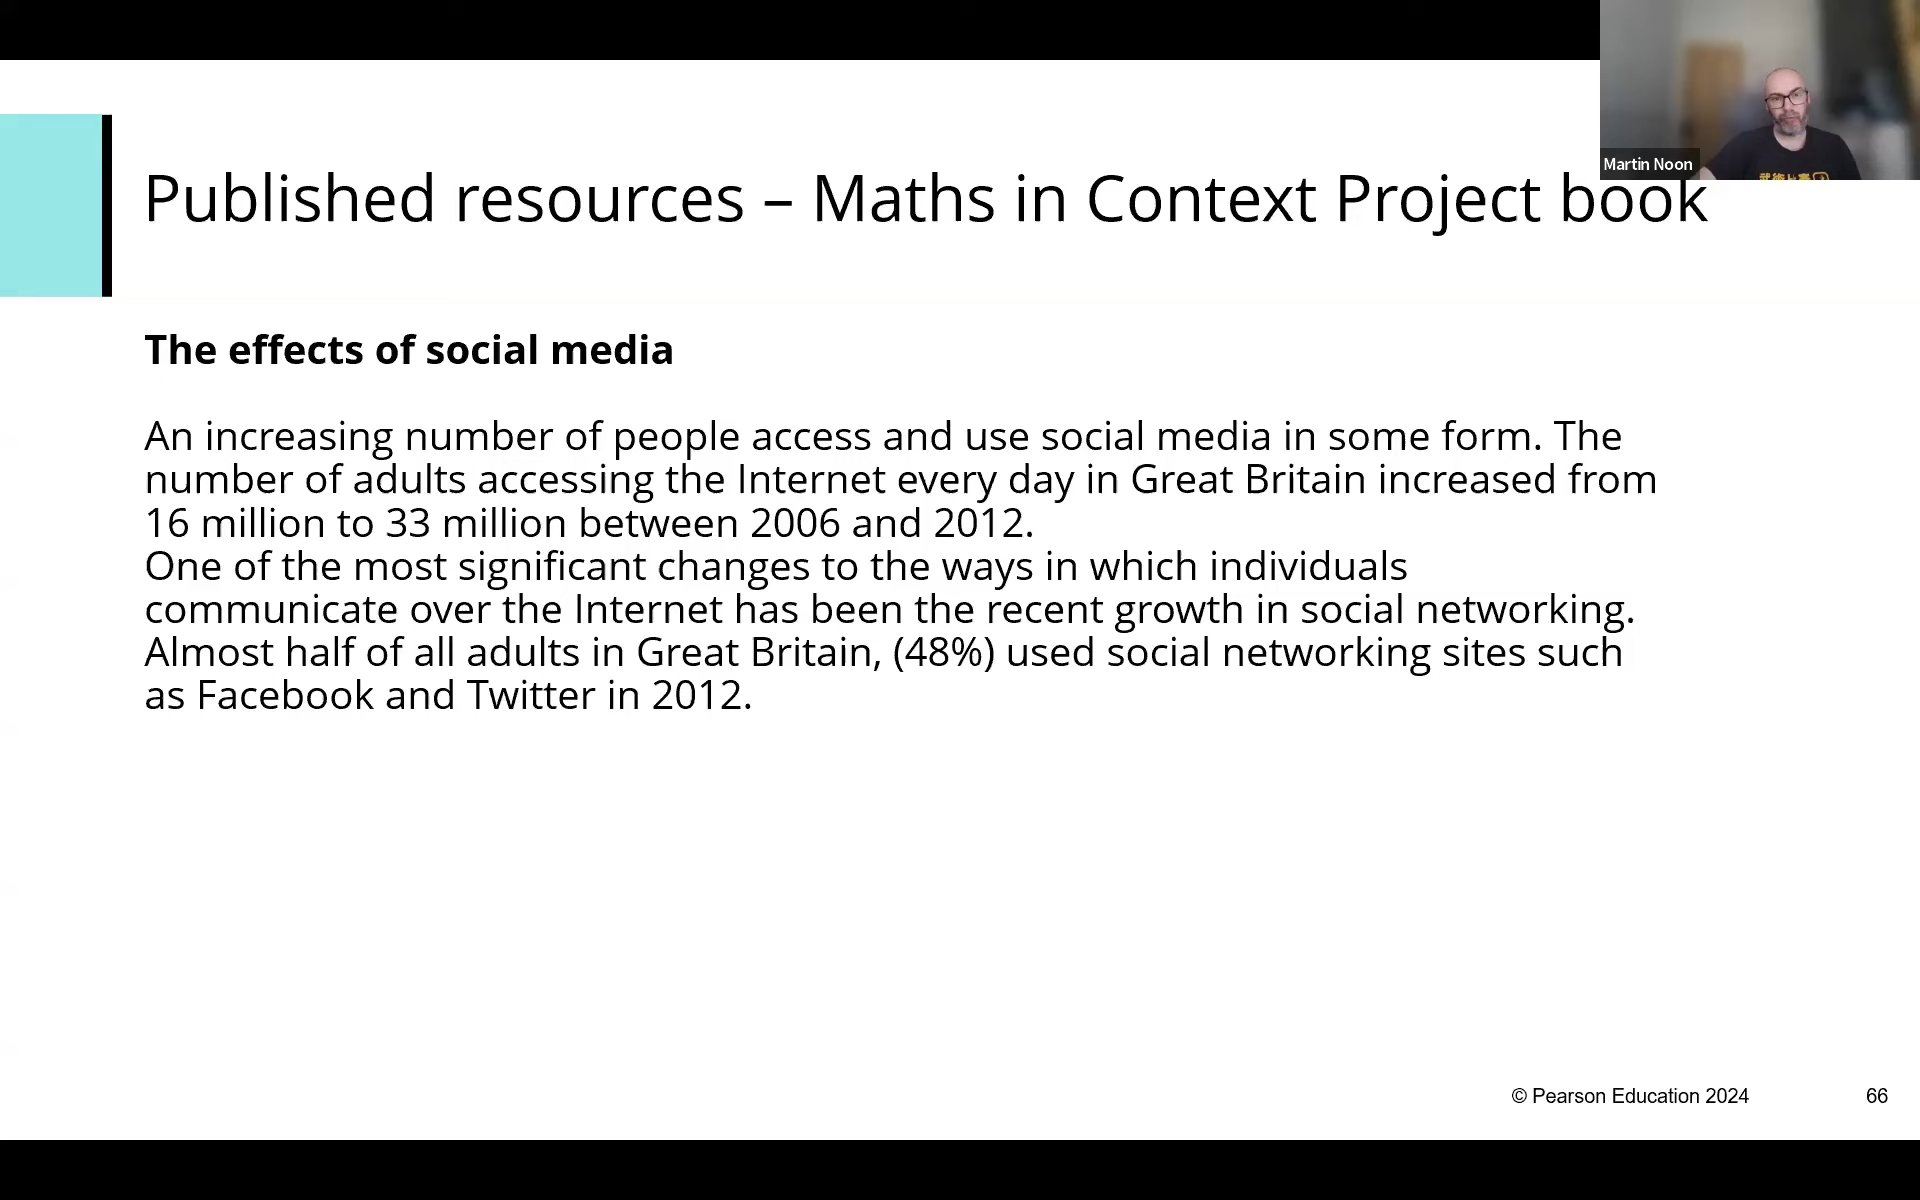 Martin Noon
Published resources – Maths in Context Project book
The effects of social media
An increasing number of people access and use social media in some form. The
number of adults accessing the Internet every day in Great Britain increased from
16 million to 33 million between 2006 and 2012.
One of the most significant changes to the ways in which individuals
communicate over the Internet has been the recent growth in social networking.
Almost half of all adults in Great Britain, (48%) used social networking sites such
as Facebook and Twitter in 2012.
© Pearson Education 2024
66